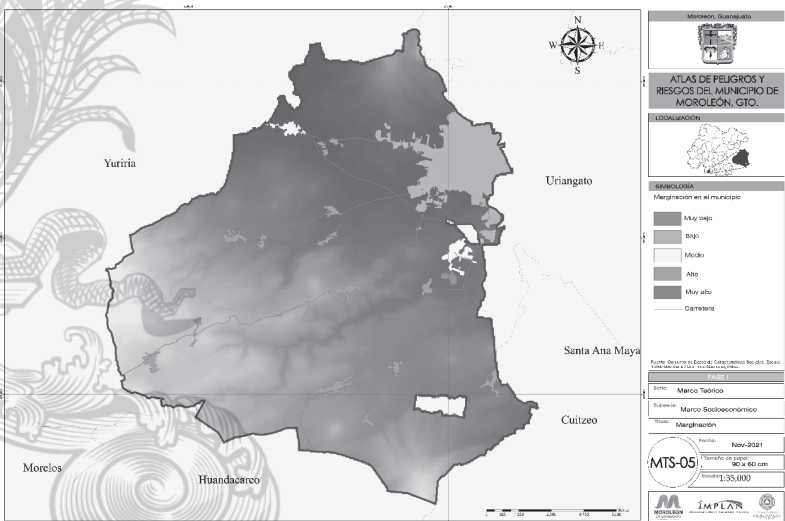 N
W E
S
Yuriria
Uriangato
Santa Ana Maya
Cuitzeo
Morelos
Huandacareo
Moroleón, Guanajuato.
ATLAS DE PELIGROS Y
RIESGOS DEL MUNICIPIO DE
MOROLEÓN, GTO.
LOCALIZACIÓN
SIMBOLOGÍA
Marginación en el municipio
Muy bajo
Bajo
Medio
Alto
Muy alto
Carretera
FASE I
Serie: Marco Teórico
Subserie: Marco Socioeconómico
Título: Marginación
MTS-05
Fecha:
Nov-2021
Tamaño de papel:
90 x 60 cm
Escala: 1:35,000
MOROLEÓN
IMPLAN